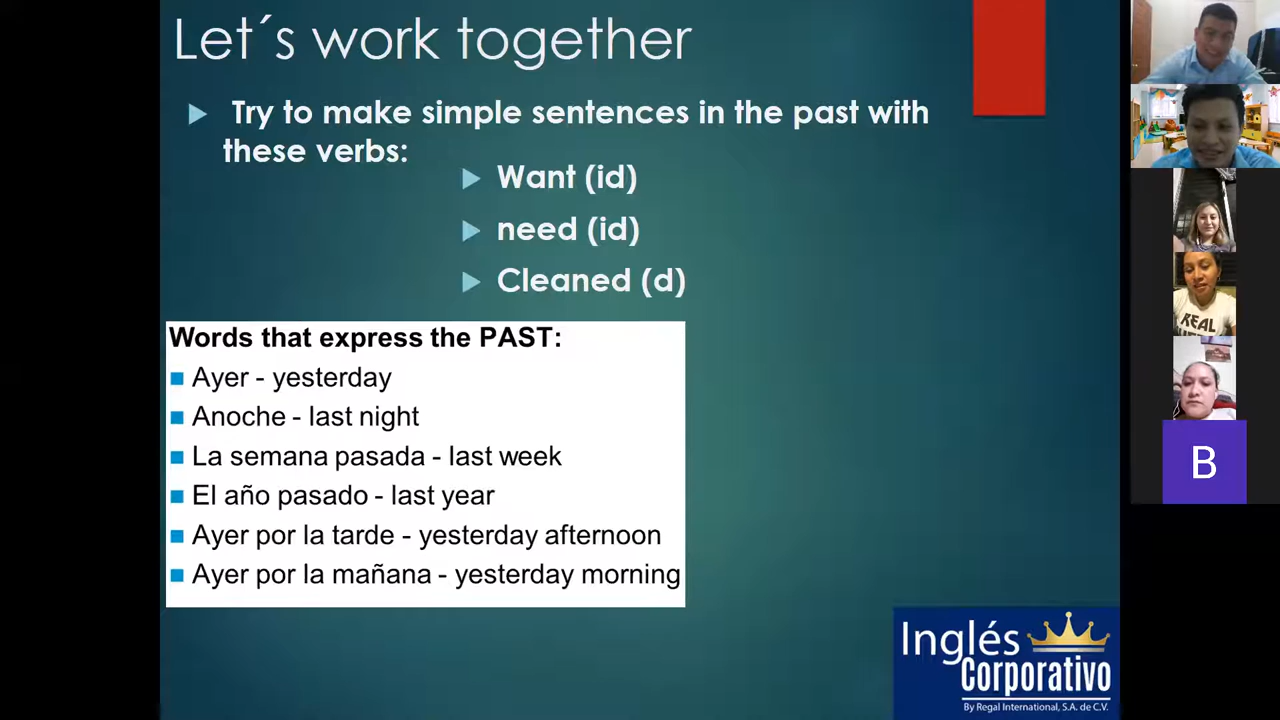 Let´s work together
Try to make simple sentences in the past with
these verbs:
Want (id)
need (id)
Cleaned (d)
Words that express the PAST:
Ayer - yesterday
Anoche - last night
La semana pasada - last week
El año pasado - last year
Ayer por la tarde - yesterday afternoon
Ayer por la mañana - yesterday morning
REAL
B
Inglés
Corporativo
By Regal International, S.A. de C.V.